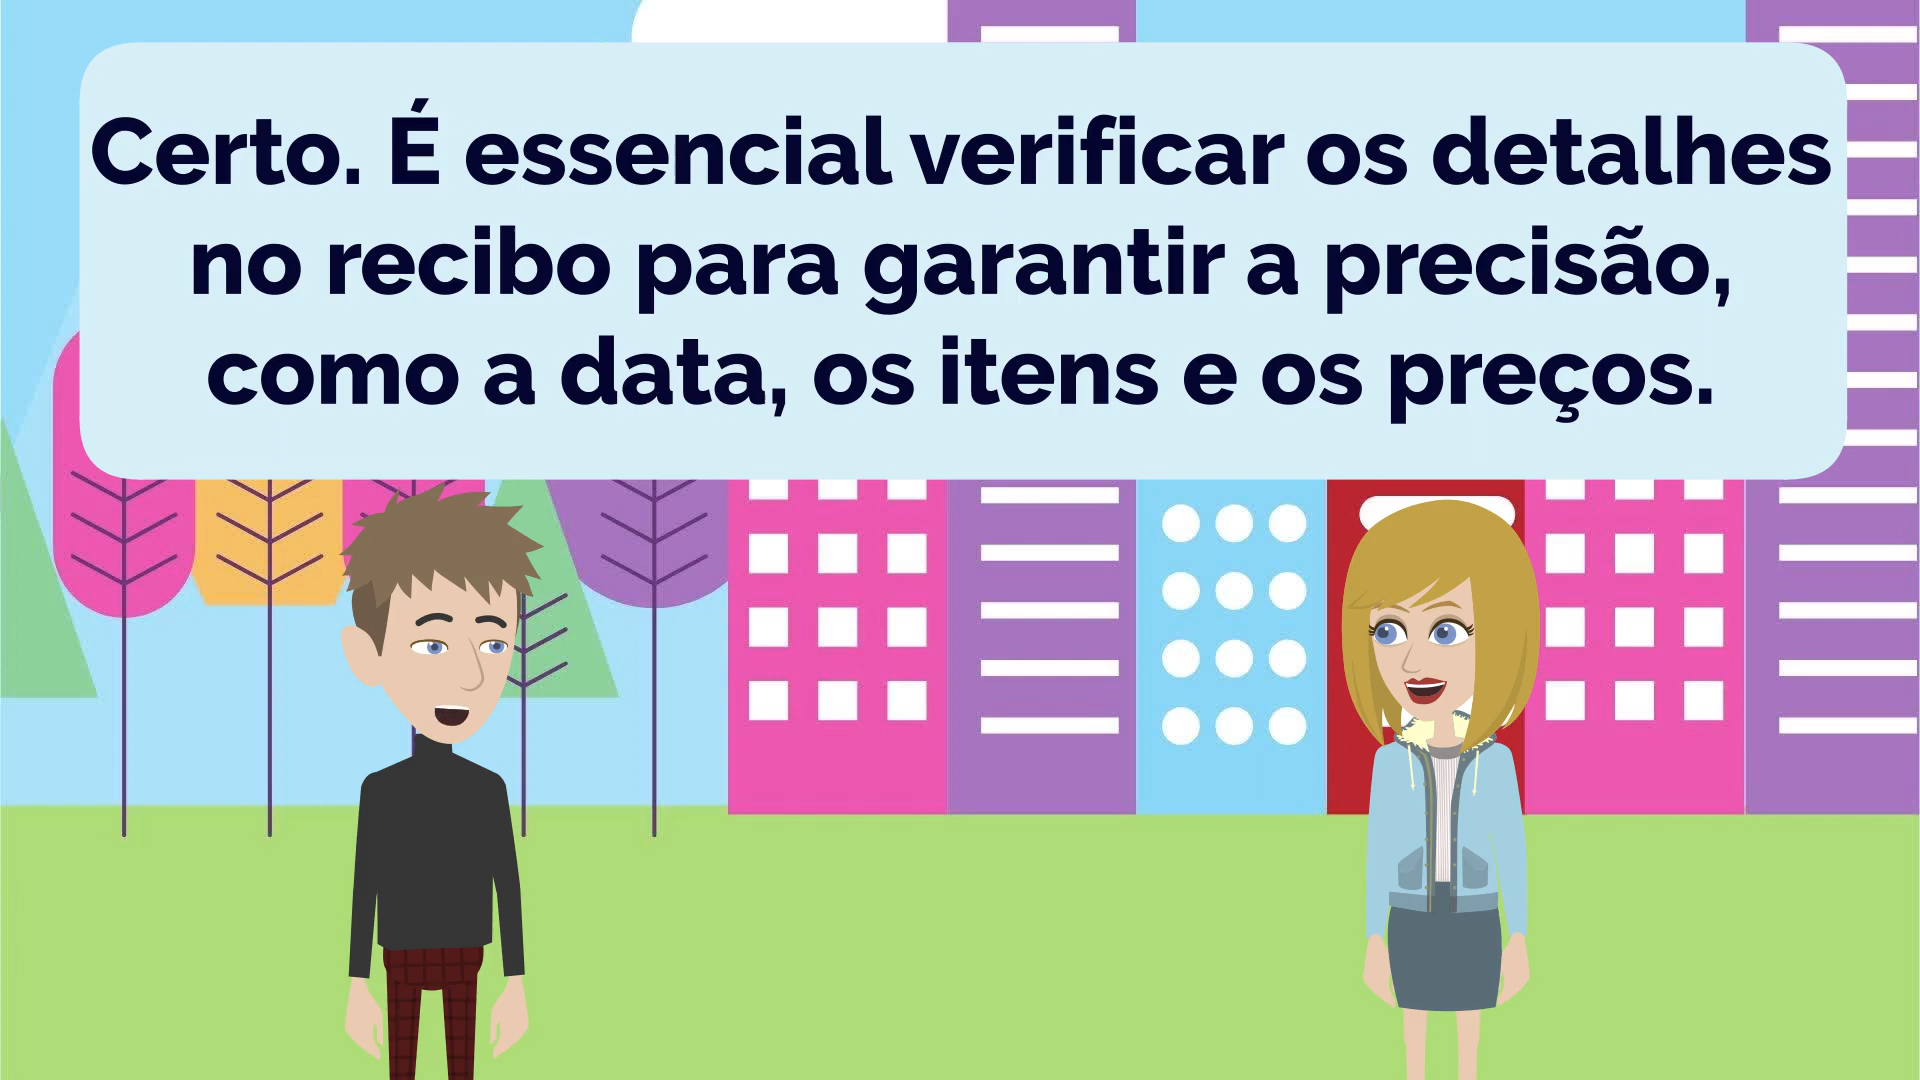 Certo. É essencial verificar os detalhes
no recibo para garantir a precisão,
como a data, os itens e os preços.